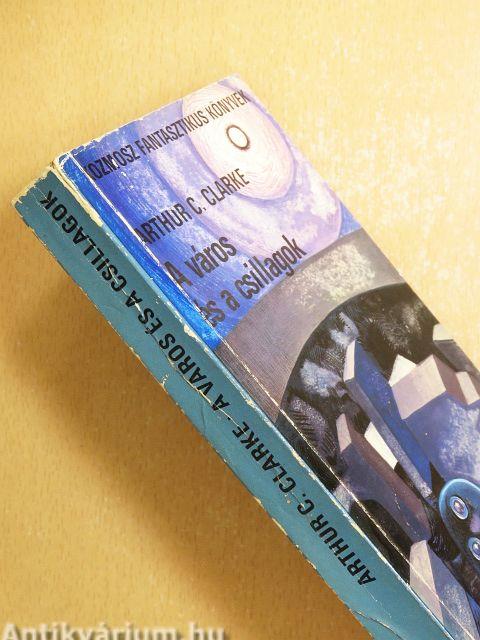 KOZMOSZ FANTASZTIKUS KÖNYVEK
ARTHUR C. CLARKE
A város
és a csillagok
ARTHUR C. CLARKE - A VÁROS ÉS A CSILLAGOK
Antikvárium.hu